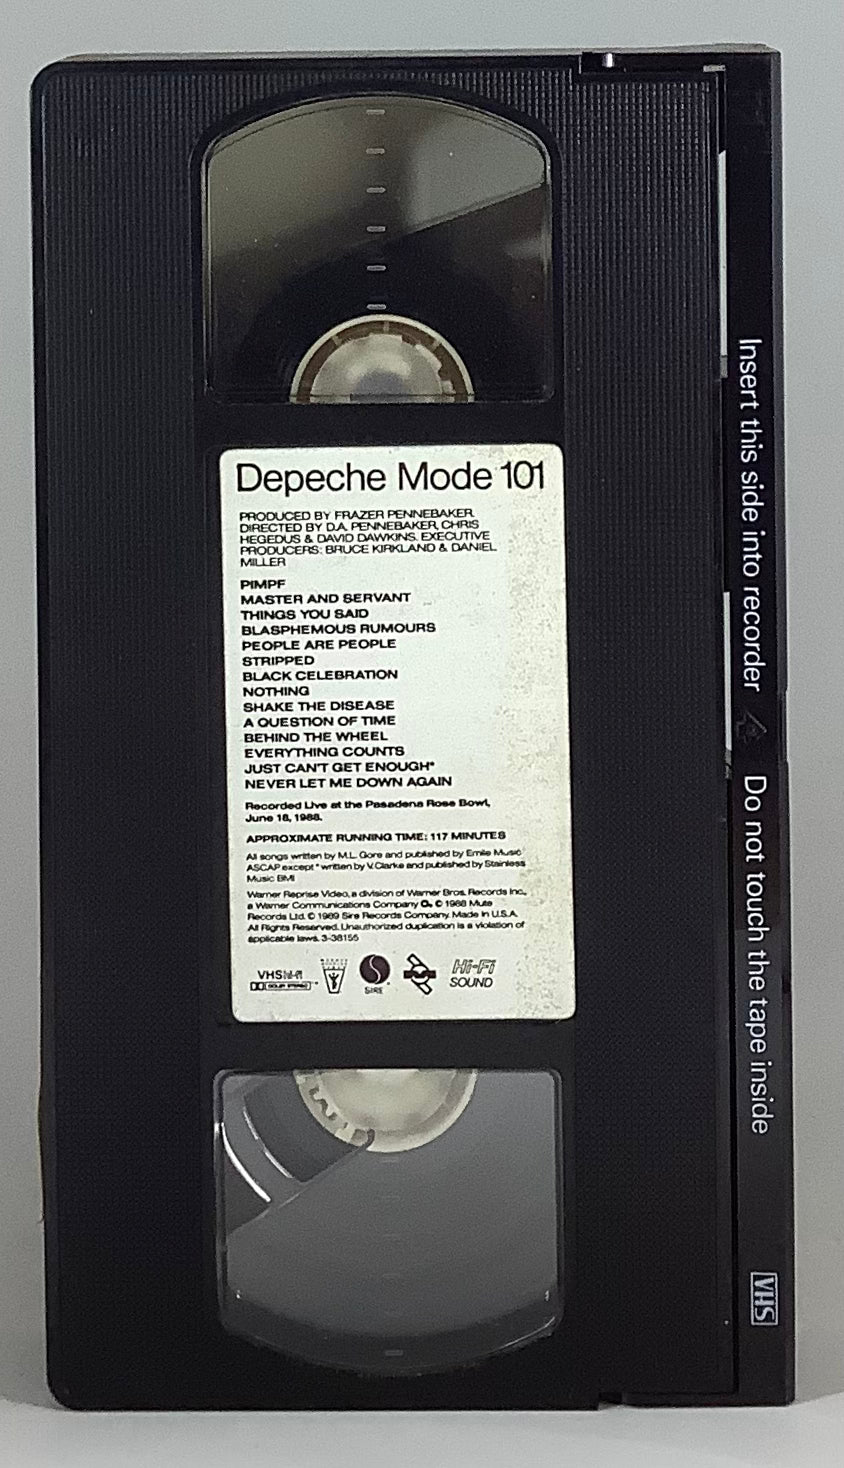 Depeche Mode 101
PRODUCED BY FRAZER PENNEBAKER.
DIRECTED BY D.A. PENNEBAKER, CHRIS
HEGEDUS & DAVID DAWKINS. EXECUTIVE
PRODUCERS: BRUCE KIRKLAND & DANIEL
MILLER
PIMPF
MASTER AND SERVANT
THINGS YOU SAID
BLASPHEMOUS RUMOURS
PEOPLE ARE PEOPLE
STRIPPED
BLACK CELEBRATION
NOTHING
SHAKE THE DISEASE
A QUESTION OF TIME
BEHIND THE WHEEL
EVERYTHING COUNTS
JUST CAN'T GET ENOUGH*
NEVER LET ME DOWN AGAIN
Recorded Live at the Pasadena Rose Bowl,
June 18, 1988.
APPROXIMATE RUNNING TIME: 117 MINUTES
All songs written by M.L. Gore and published by Emile Music
ASCAP except * written by V. Clarke and published by Stainless
Music BMI
Warner Reprise Video, a division of Warner Bros. Records Inc.,
a Warner Communications Company © 1988 Mute
Records Ltd. © 1989 Sire Records Company. Made in U.S.A.
All Rights Reserved. Unauthorized duplication is a violation of
applicable laws. 3-38155
VHS Hi-Fi
DOLBY STEREO
SIRE
Hi-Fi
SOUND
Insert this side into recorder
Do not touch the tape inside
VHS